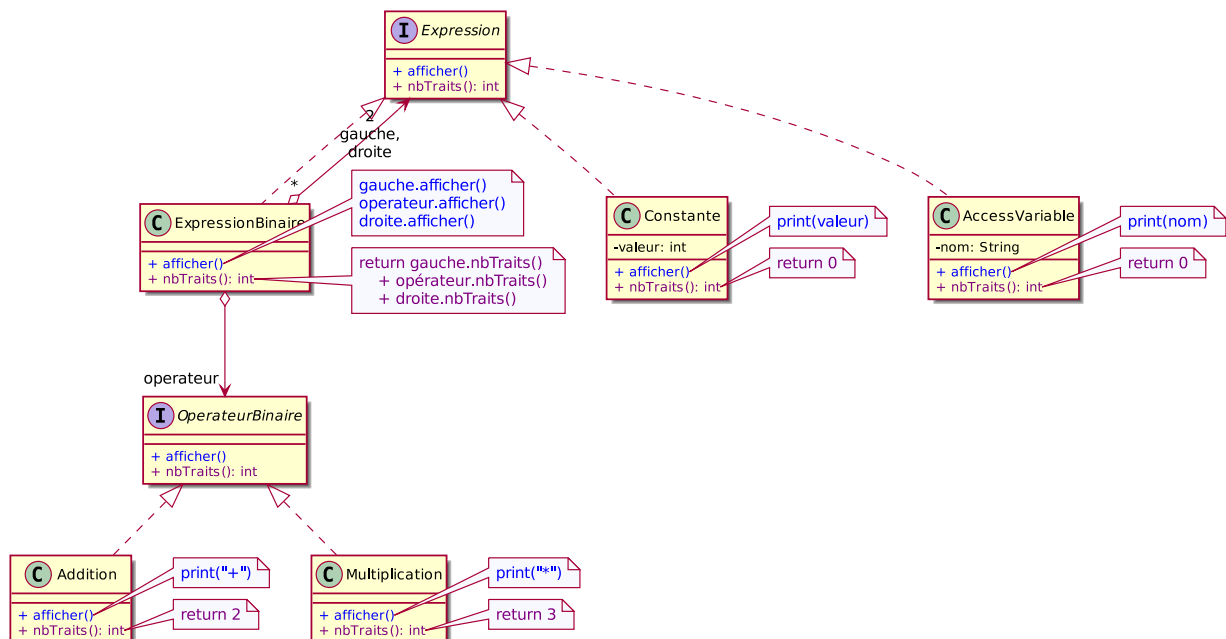 I Expression
+ afficher()
+ nbTraits(): int
2
gauche,
droite
*
C ExpressionBinaire
+ afficher()
+ nbTraits(): int
gauche.afficher()
operateur.afficher()
droite.afficher()
return gauche.nbTraits()
+ opérateur.nbTraits()
+ droite.nbTraits()
C Constante
-valeur: int
+ afficher()
+ nbTraits(): int
print(valeur)
return 0
C AccessVariable
-nom: String
+ afficher()
+ nbTraits(): int
print(nom)
return 0
operateur
I OperateurBinaire
+ afficher()
+ nbTraits(): int
C Addition
+ afficher()
+ nbTraits(): int
print("+")
return 2
C Multiplication
+ afficher()
+ nbTraits(): int
print("*")
return 3